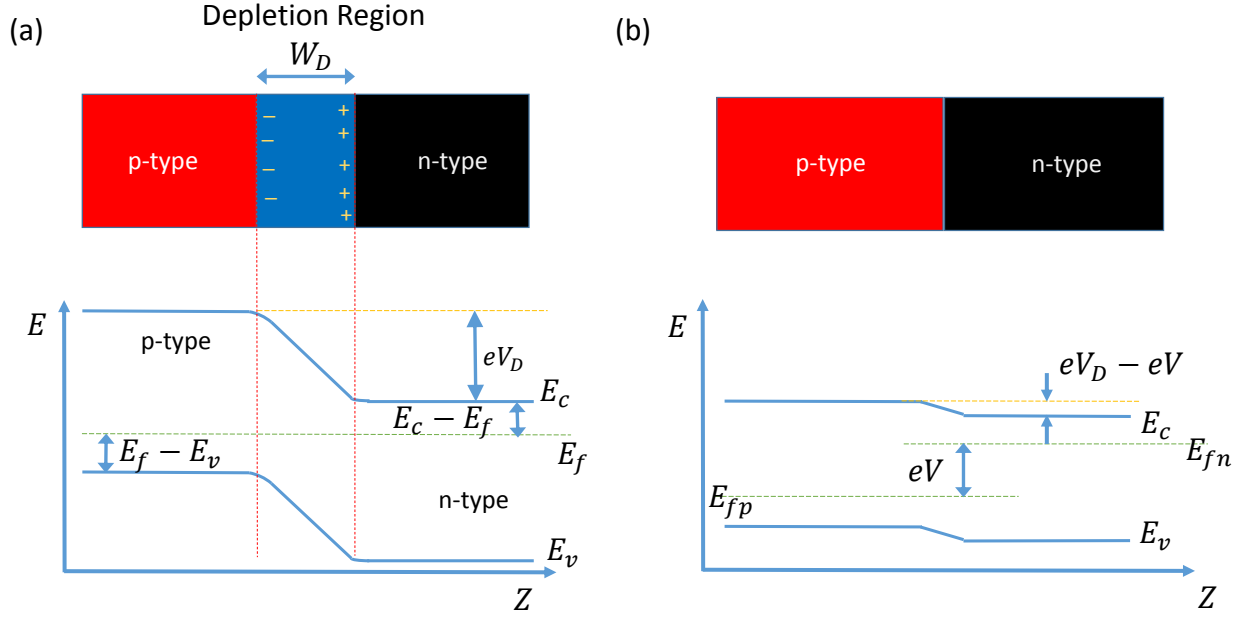 (a)
Depletion Region
W_D
p-type
− − − −
+ + + + +
n-type
E
p-type
eV_D
E_c
E_c − E_f
E_f − E_v
E_f
n-type
E_v
Z
(b)
p-type
n-type
E
eV_D − eV
E_c
E_fn
eV
E_fp
E_v
Z